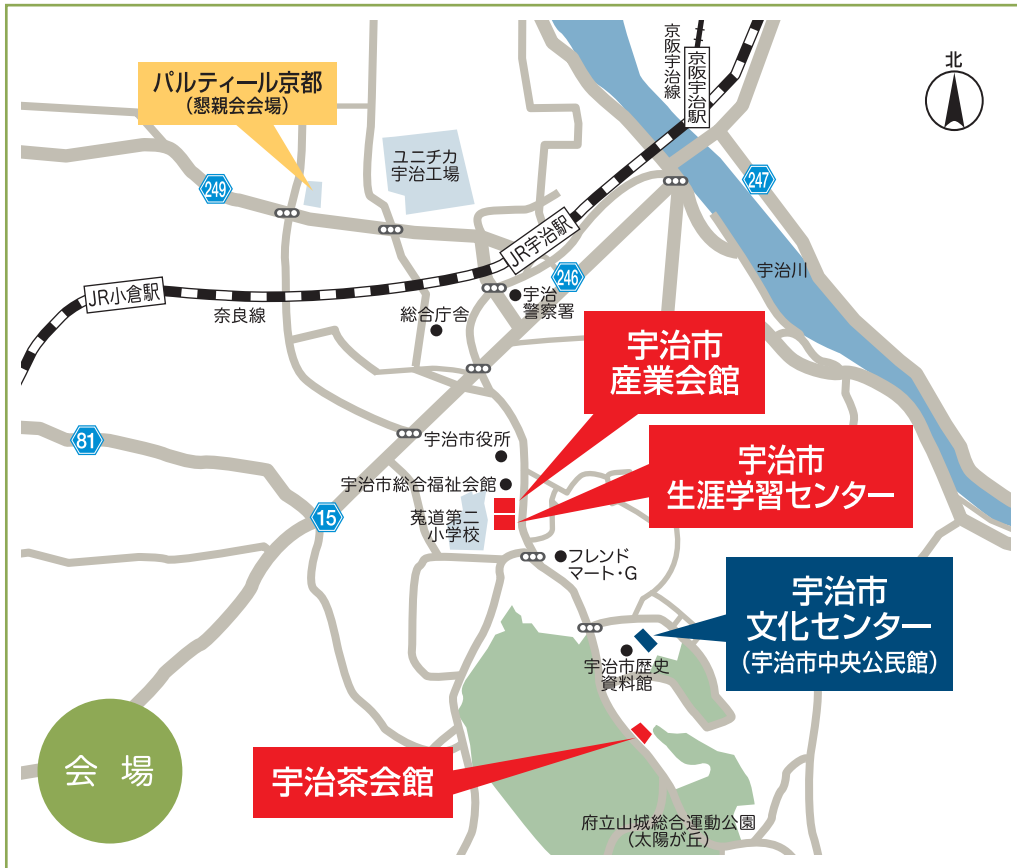 京阪宇治線
京阪宇治駅
北
パルティール京都
(懇親会会場)
ユニチカ
宇治工場
249
247
JR宇治駅
246
宇治川
JR小倉駅
奈良線
宇治
警察署
総合庁舎
宇治市
産業会館
81
宇治市役所
宇治市
生涯学習センター
宇治市総合福祉会館
15
菟道第二
小学校
フレンド
マート・G
宇治市
文化センター
(宇治市中央公民館)
宇治市歴史
資料館
会 場
宇治茶会館
府立山城総合運動公園
(太陽が丘)